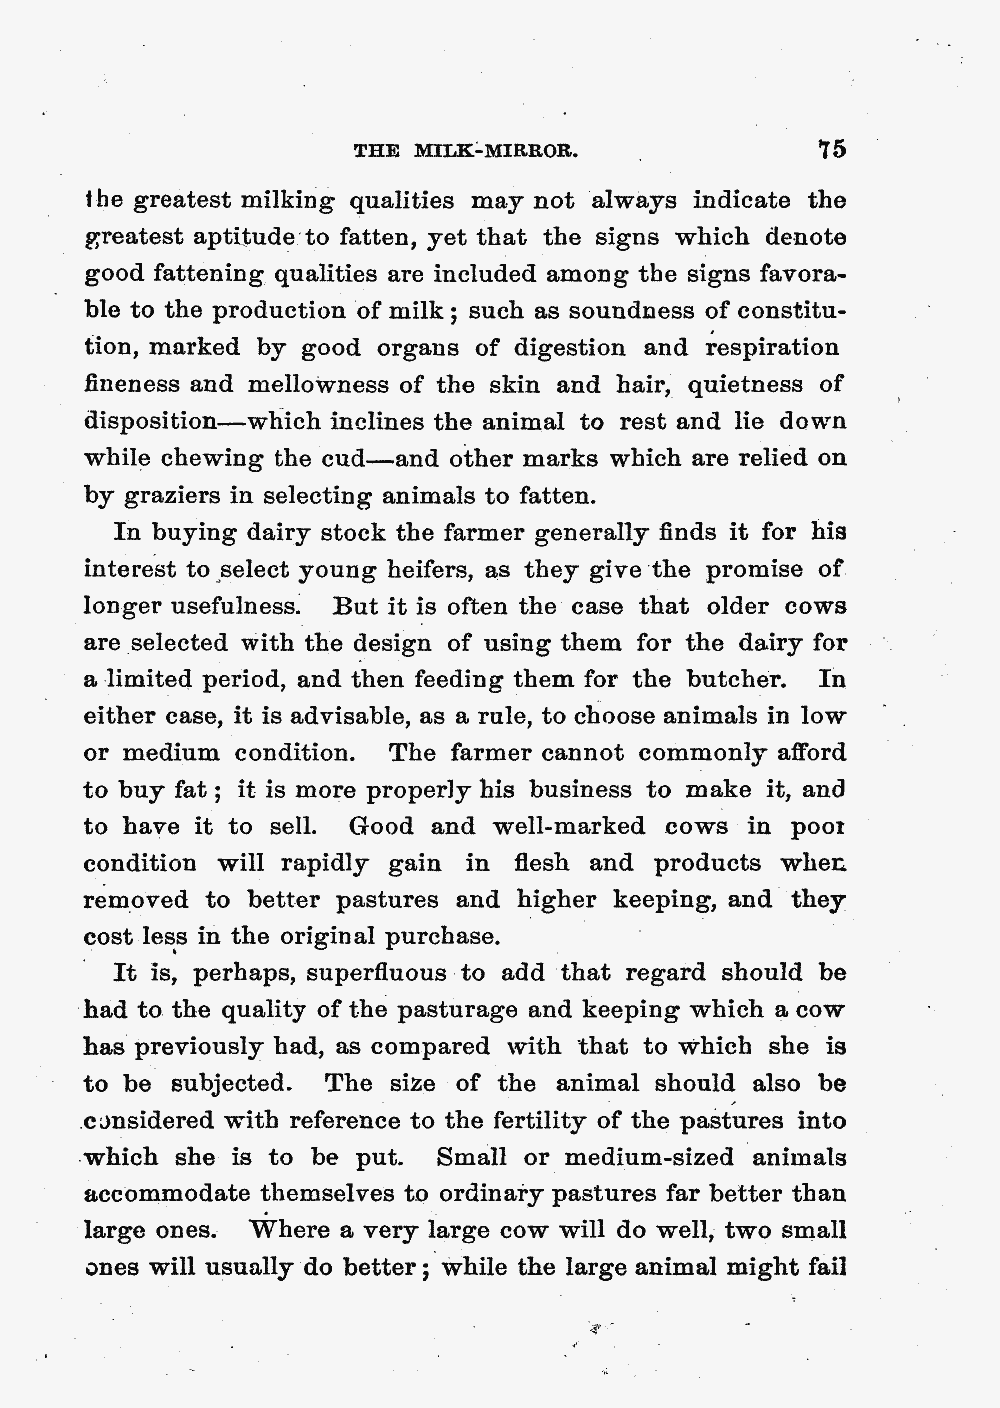 THE MILK-MIRROR. 75
the greatest milking qualities may not always indicate the
greatest aptitude to fatten, yet that the signs which denote
good fattening qualities are included among the signs favora-
ble to the production of milk; such as soundness of constitu-
tion, marked by good organs of digestion and respiration
fineness and mellowness of the skin and hair, quietness of
disposition—which inclines the animal to rest and lie down
while chewing the cud—and other marks which are relied on
by graziers in selecting animals to fatten.
In buying dairy stock the farmer generally finds it for his
interest to select young heifers, as they give the promise of
longer usefulness. But it is often the case that older cows
are selected with the design of using them for the dairy for
a limited period, and then feeding them for the butcher. In
either case, it is advisable, as a rule, to choose animals in low
or medium condition. The farmer cannot commonly afford
to buy fat; it is more properly his business to make it, and
to have it to sell. Good and well-marked cows in poor
condition will rapidly gain in flesh and products when
removed to better pastures and higher keeping, and they
cost less in the original purchase.
It is, perhaps, superfluous to add that regard should be
had to the quality of the pasturage and keeping which a cow
has previously had, as compared with that to which she is
to be subjected. The size of the animal should also be
considered with reference to the fertility of the pastures into
which she is to be put. Small or medium-sized animals
accommodate themselves to ordinary pastures far better than
large ones. Where a very large cow will do well, two small
ones will usually do better; while the large animal might fail